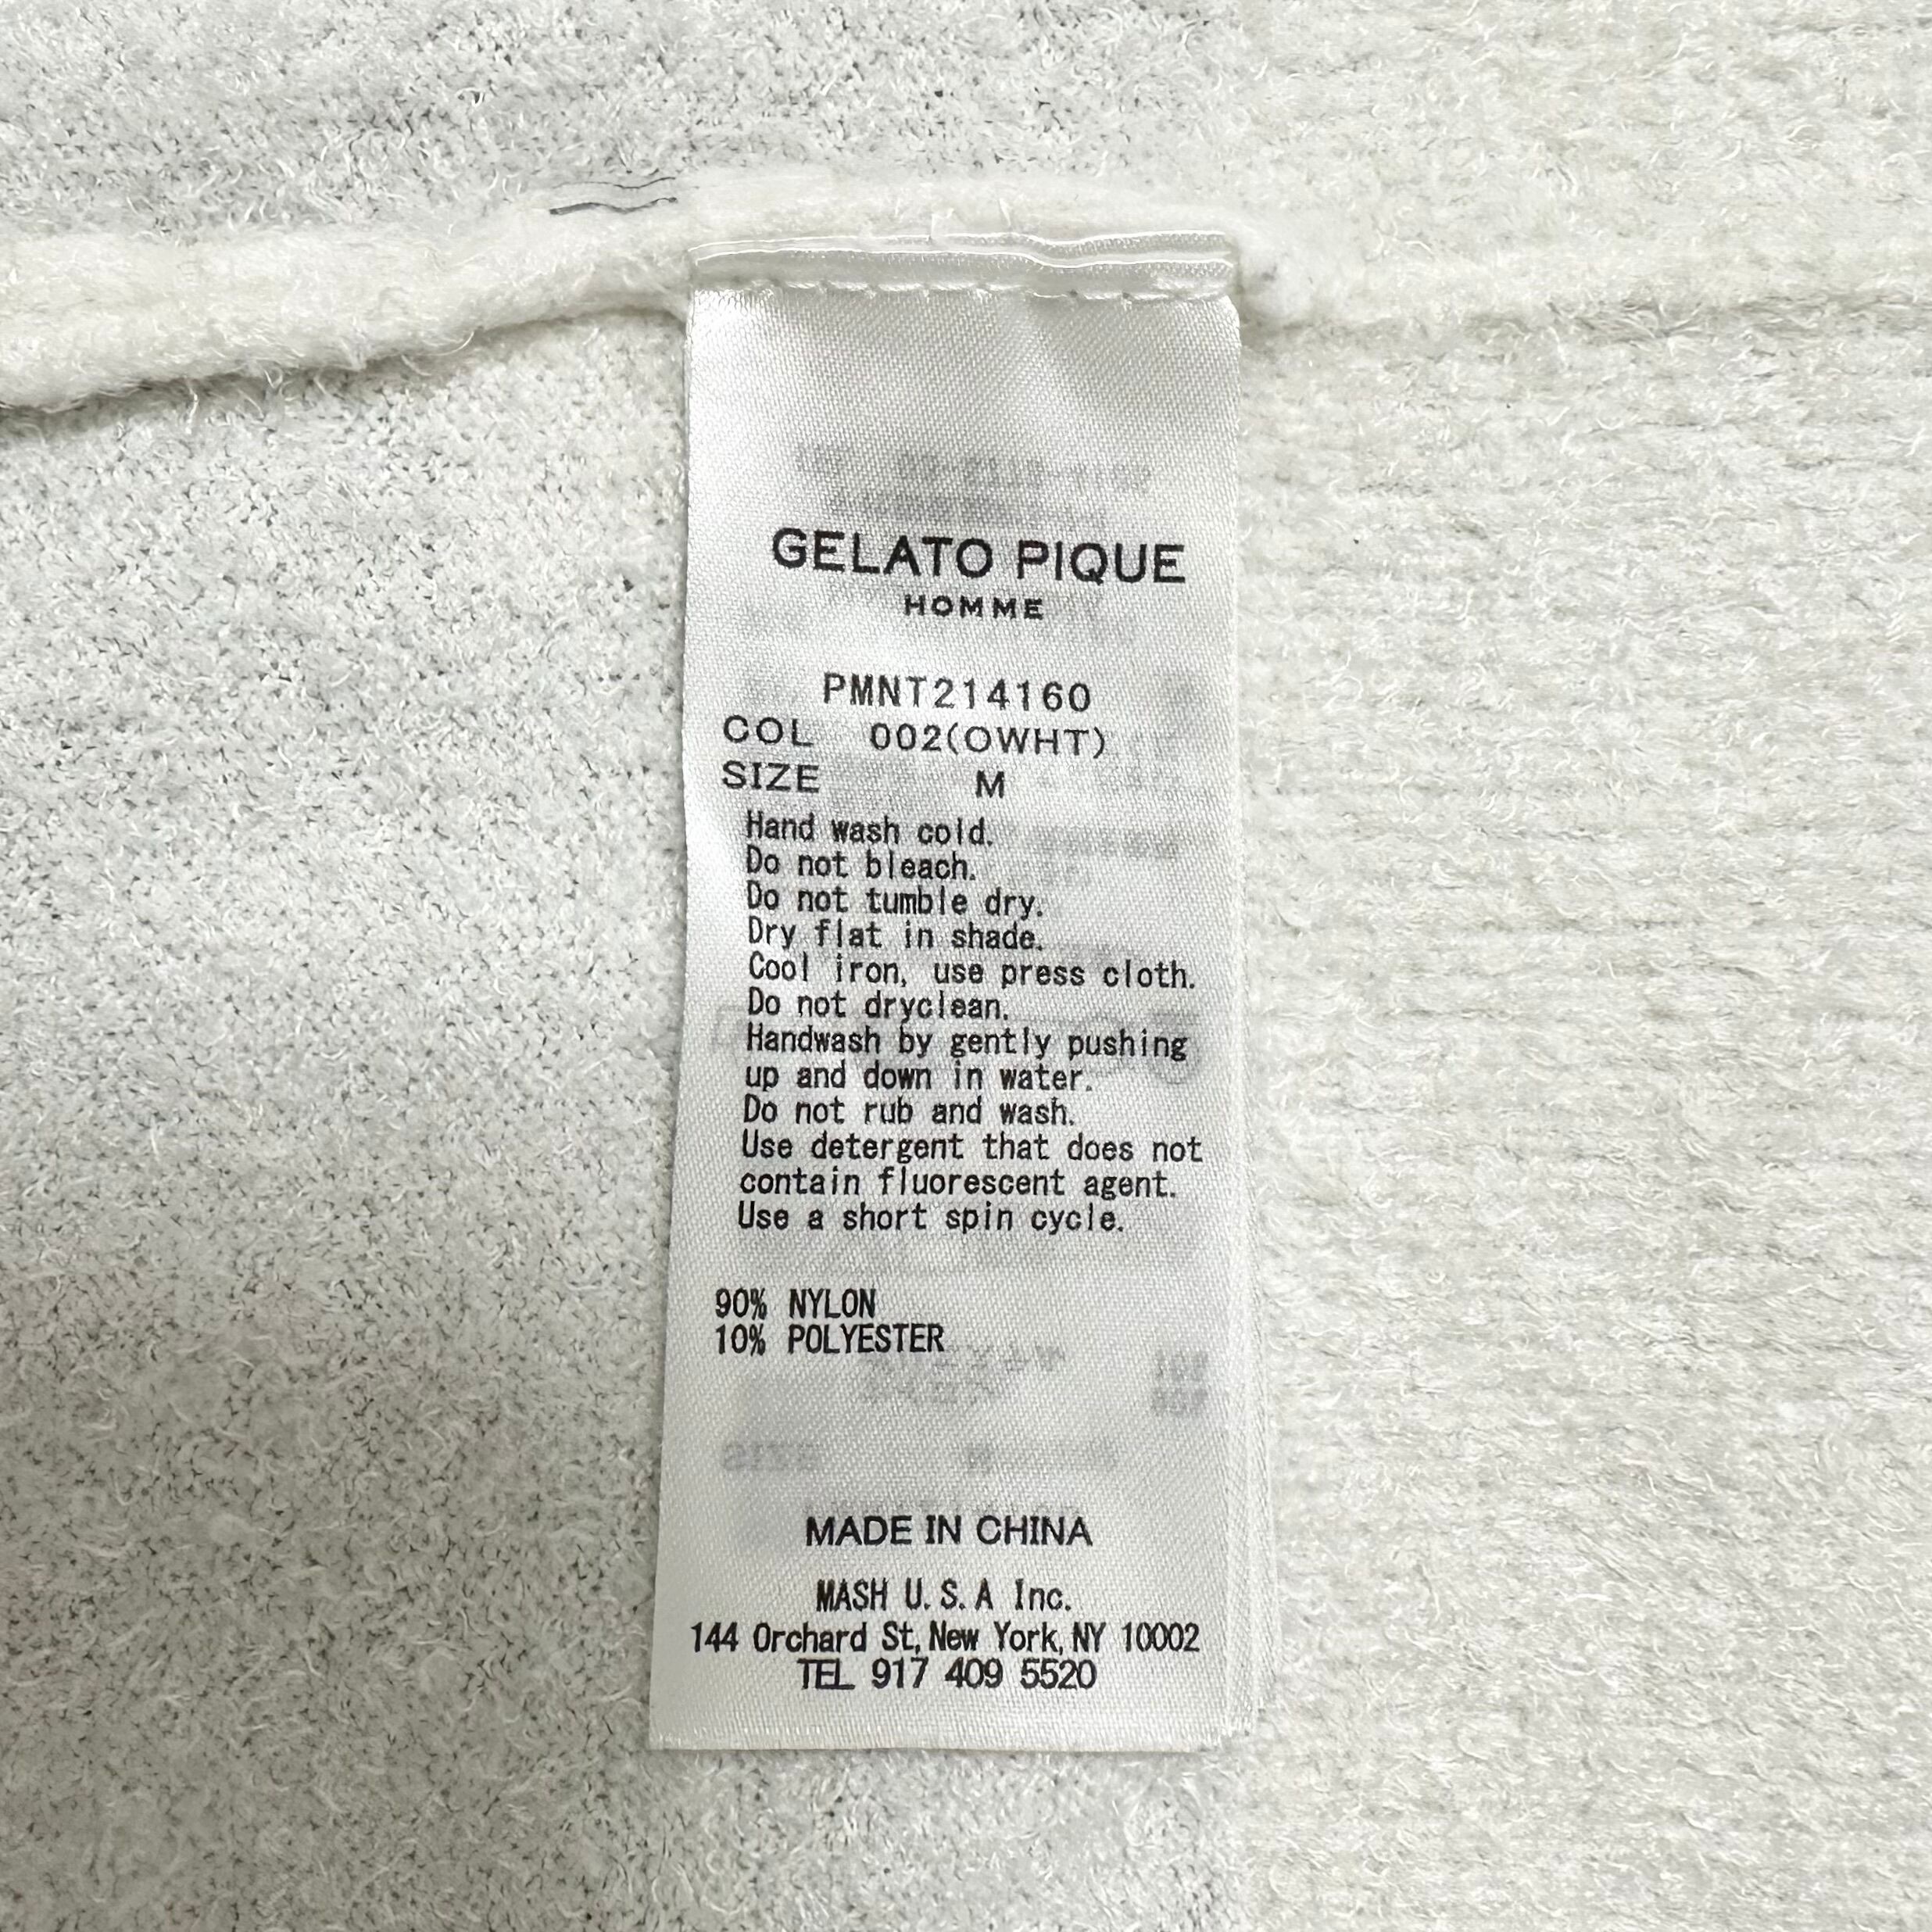 GELATO PIQUE
HOMME
PMNT214160
COL 002(OWHT)
SIZE M
Hand wash cold.
Do not bleach.
Do not tumble dry.
Dry flat in shade.
Cool iron, use press cloth.
Do not dryclean.
Handwash by gently pushing
up and down in water.
Do not rub and wash.
Use detergent that does not
contain fluorescent agent.
Use a short spin cycle.
90% NYLON
10% POLYESTER
MADE IN CHINA
MASH U.S.A Inc.
144 Orchard St, New York, NY 10002
TEL 917 409 5520